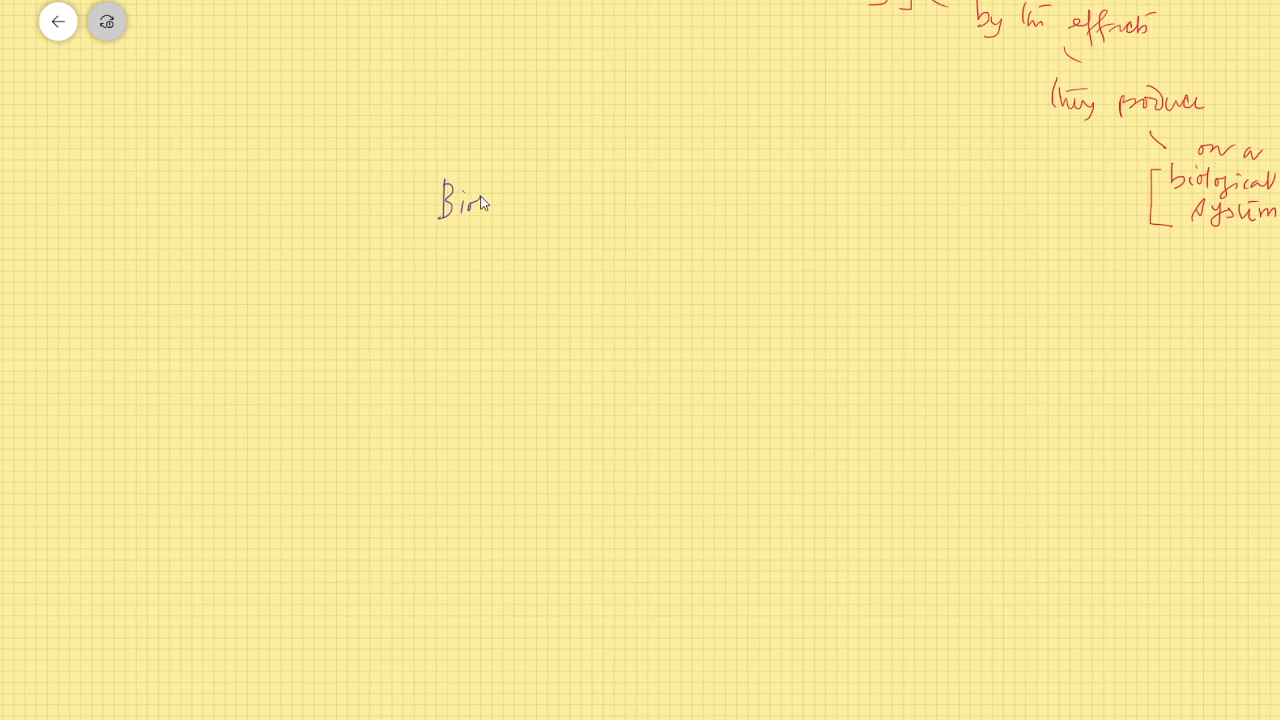 by the effects
they produce
on a
biological
system
Bio